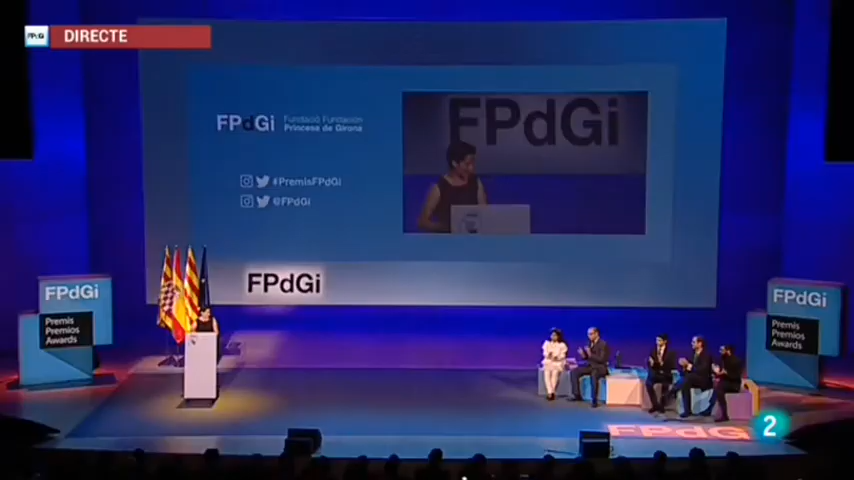 FPdGi
DIRECTE
FPdGi
Fundació Fundación
Princesa de Girona
#PremisFPdGi
@FPdGi
FPdGi
FPdGi
FPdGi
Premis
Premios
Awards
FPdGi
Premis
Premios
Awards
FPdGi
2